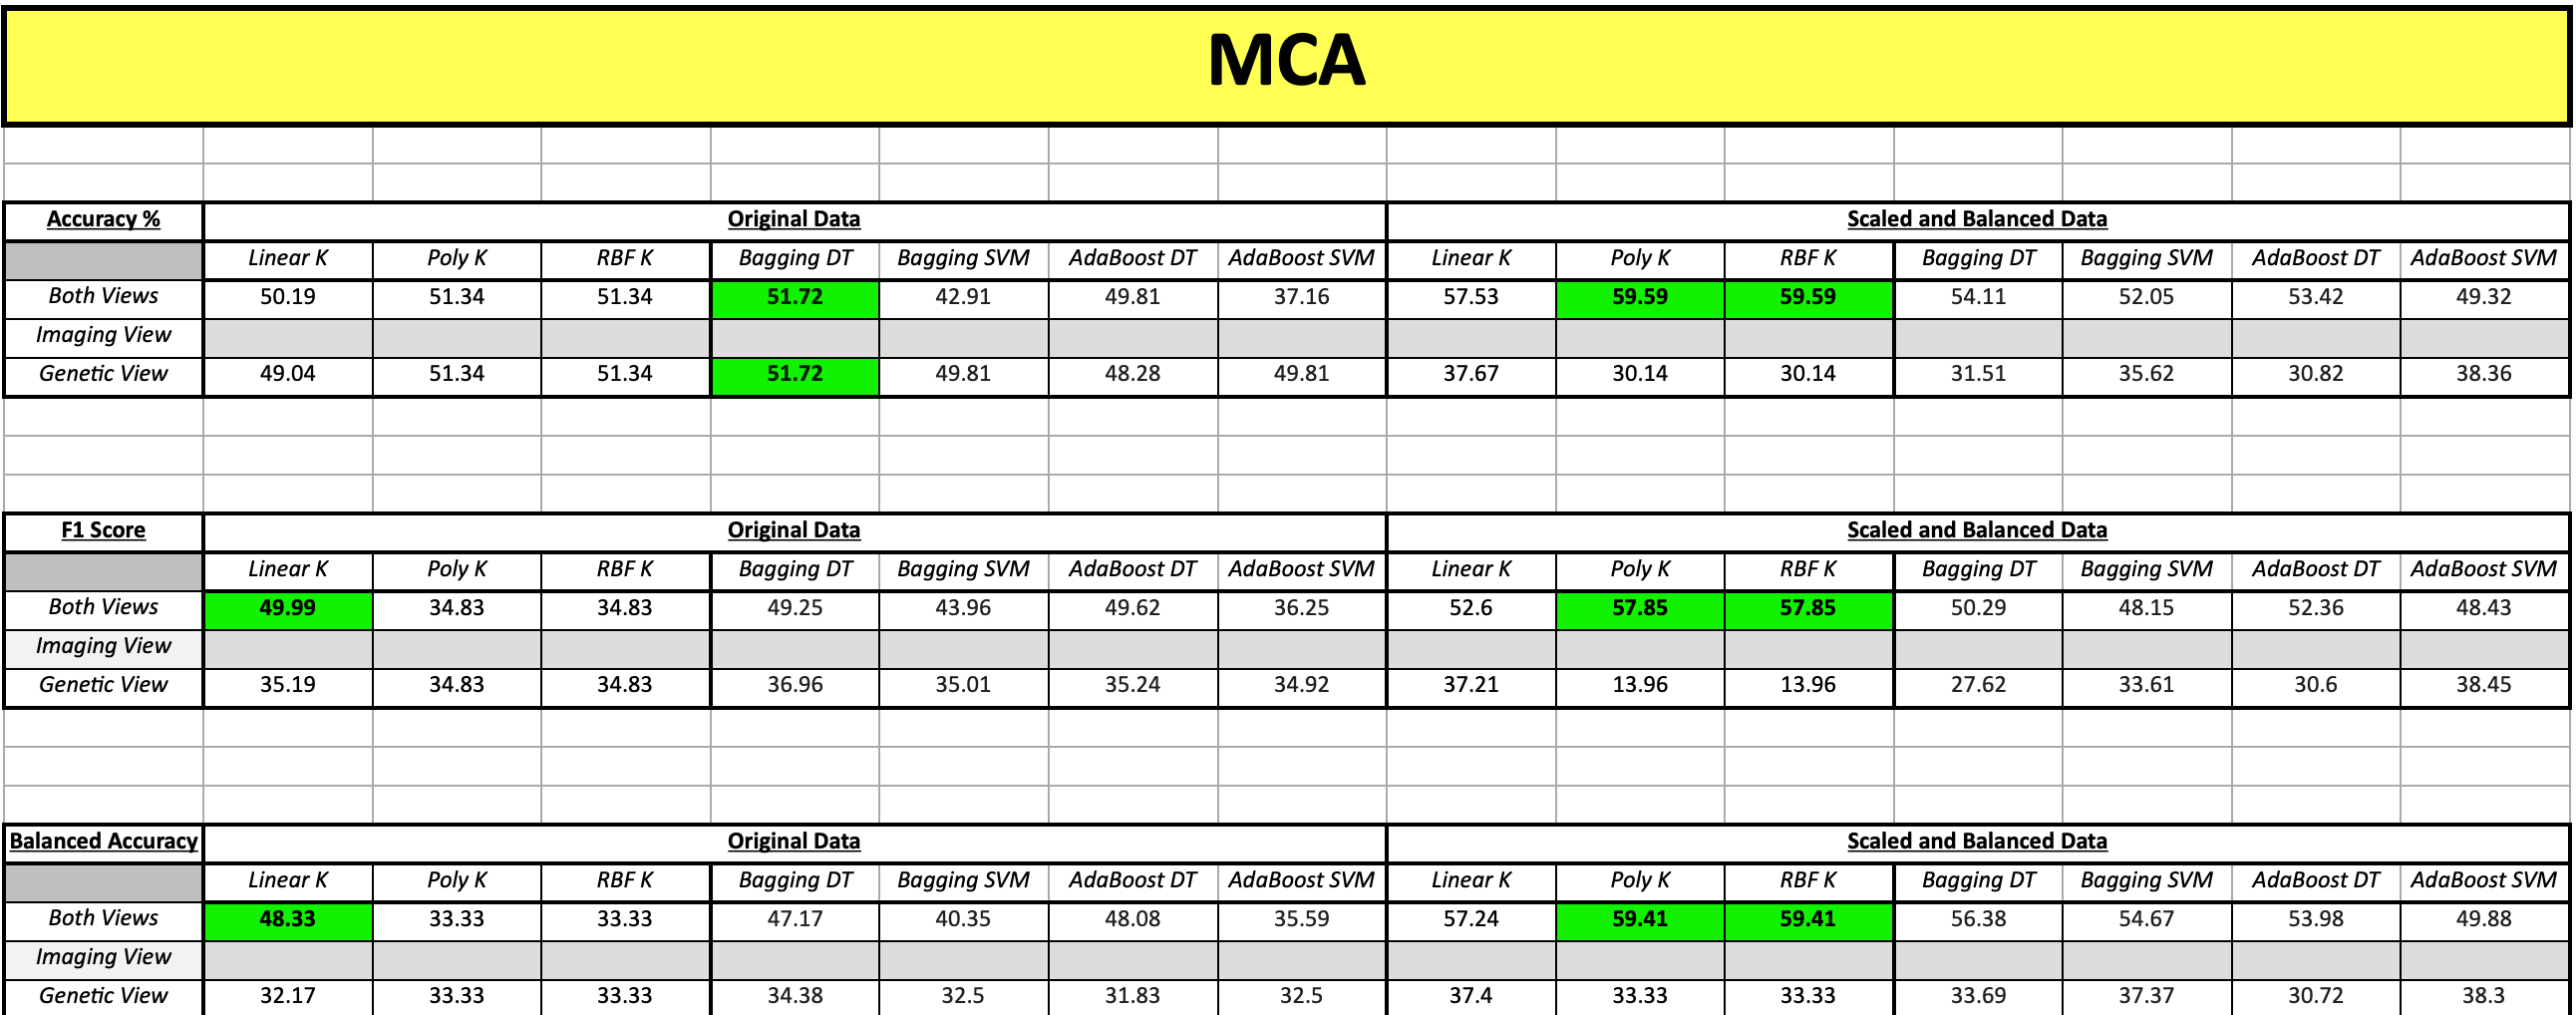 MCA
Accuracy % Original Data Scaled and Balanced Data
Linear K Poly K RBF K Bagging DT Bagging SVM AdaBoost DT AdaBoost SVM Linear K Poly K RBF K Bagging DT Bagging SVM AdaBoost DT AdaBoost SVM
Both Views 50.19 51.34 51.34 51.72 42.91 49.81 37.16 57.53 59.59 59.59 54.11 52.05 53.42 49.32
Imaging View
Genetic View 49.04 51.34 51.34 51.72 49.81 48.28 49.81 37.67 30.14 30.14 31.51 35.62 30.82 38.36
F1 Score Original Data Scaled and Balanced Data
Linear K Poly K RBF K Bagging DT Bagging SVM AdaBoost DT AdaBoost SVM Linear K Poly K RBF K Bagging DT Bagging SVM AdaBoost DT AdaBoost SVM
Both Views 49.99 34.83 34.83 49.25 43.96 49.62 36.25 52.6 57.85 57.85 50.29 48.15 52.36 48.43
Imaging View
Genetic View 35.19 34.83 34.83 36.96 35.01 35.24 34.92 37.21 13.96 13.96 27.62 33.61 30.6 38.45
Balanced Accuracy Original Data Scaled and Balanced Data
Linear K Poly K RBF K Bagging DT Bagging SVM AdaBoost DT AdaBoost SVM Linear K Poly K RBF K Bagging DT Bagging SVM AdaBoost DT AdaBoost SVM
Both Views 48.33 33.33 33.33 47.17 40.35 48.08 35.59 57.24 59.41 59.41 56.38 54.67 53.98 49.88
Imaging View
Genetic View 32.17 33.33 33.33 34.38 32.5 31.83 32.5 37.4 33.33 33.33 33.69 37.37 30.72 38.3